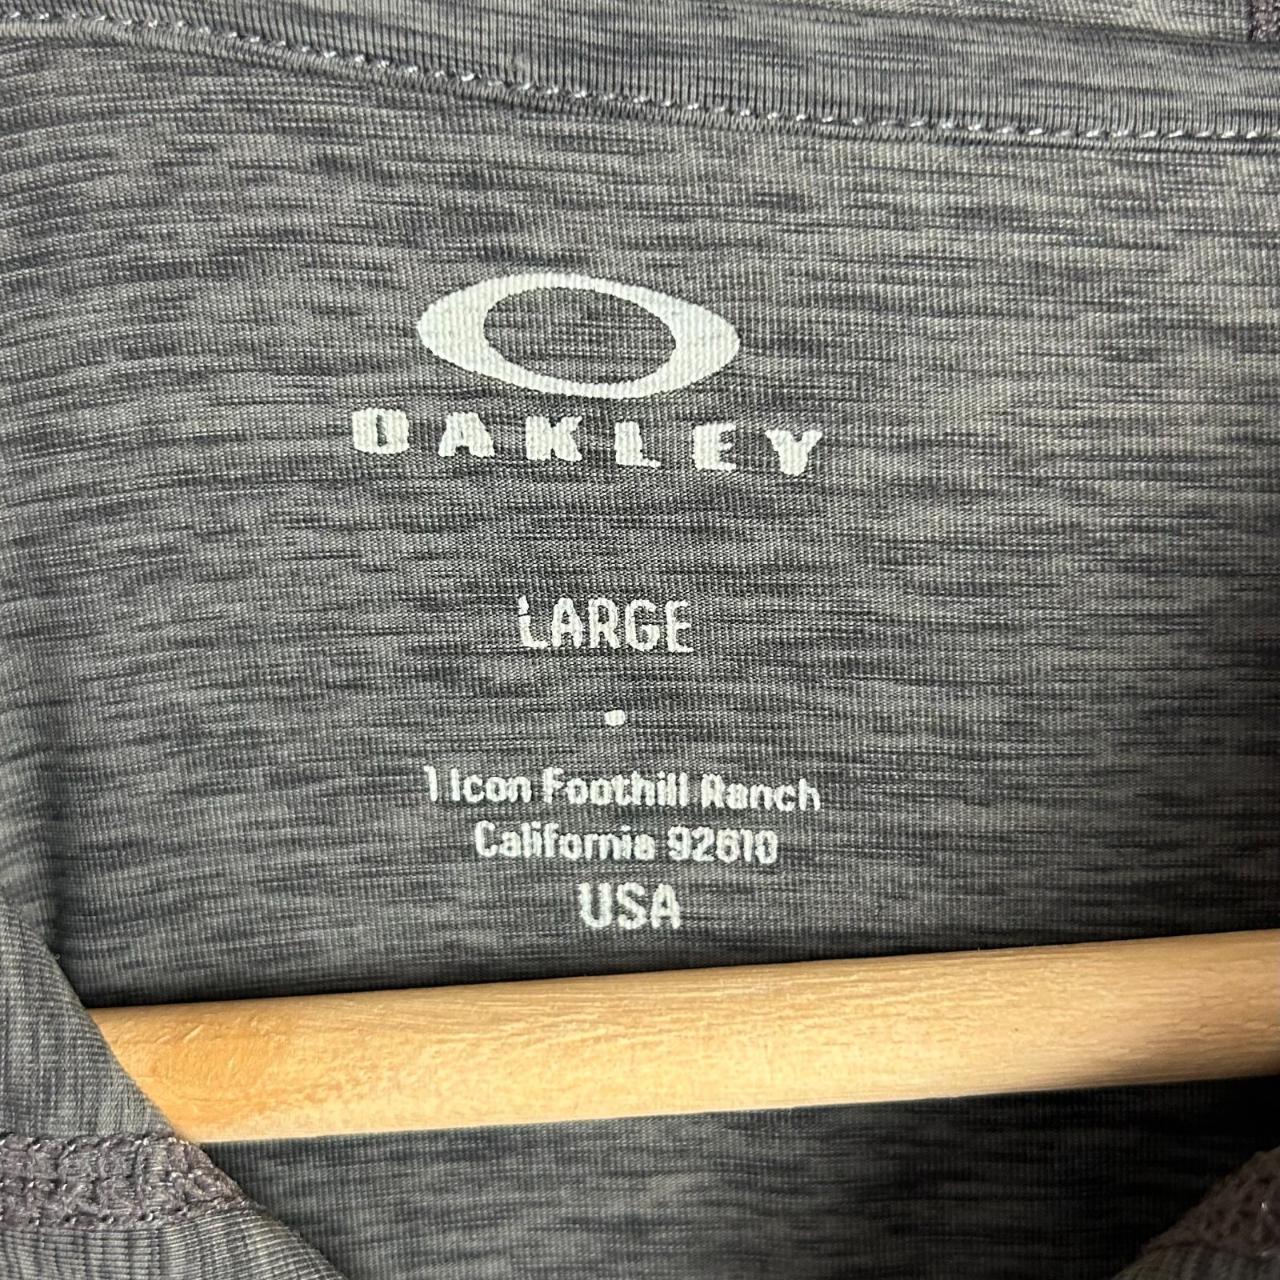 OAKLEY
LARGE
1 Icon Foothill Ranch
California 92610
USA